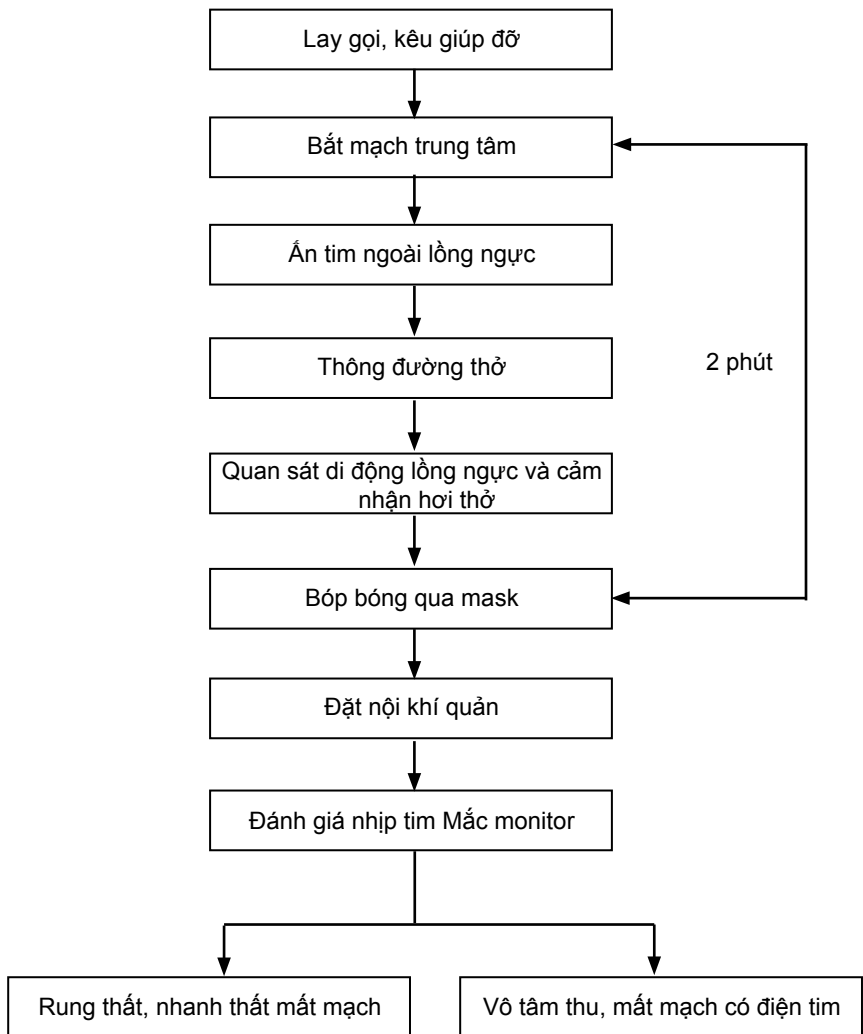 Lay gọi, kêu giúp đỡ
Bắt mạch trung tâm
Ấn tim ngoài lồng ngực
Thông đường thở
2 phút
Quan sát di động lồng ngực và cảm
nhận hơi thở
Bóp bóng qua mask
Đặt nội khí quản
Đánh giá nhịp tim Mắc monitor
Rung thất, nhanh thất mất mạch
Vô tâm thu, mất mạch có điện tim